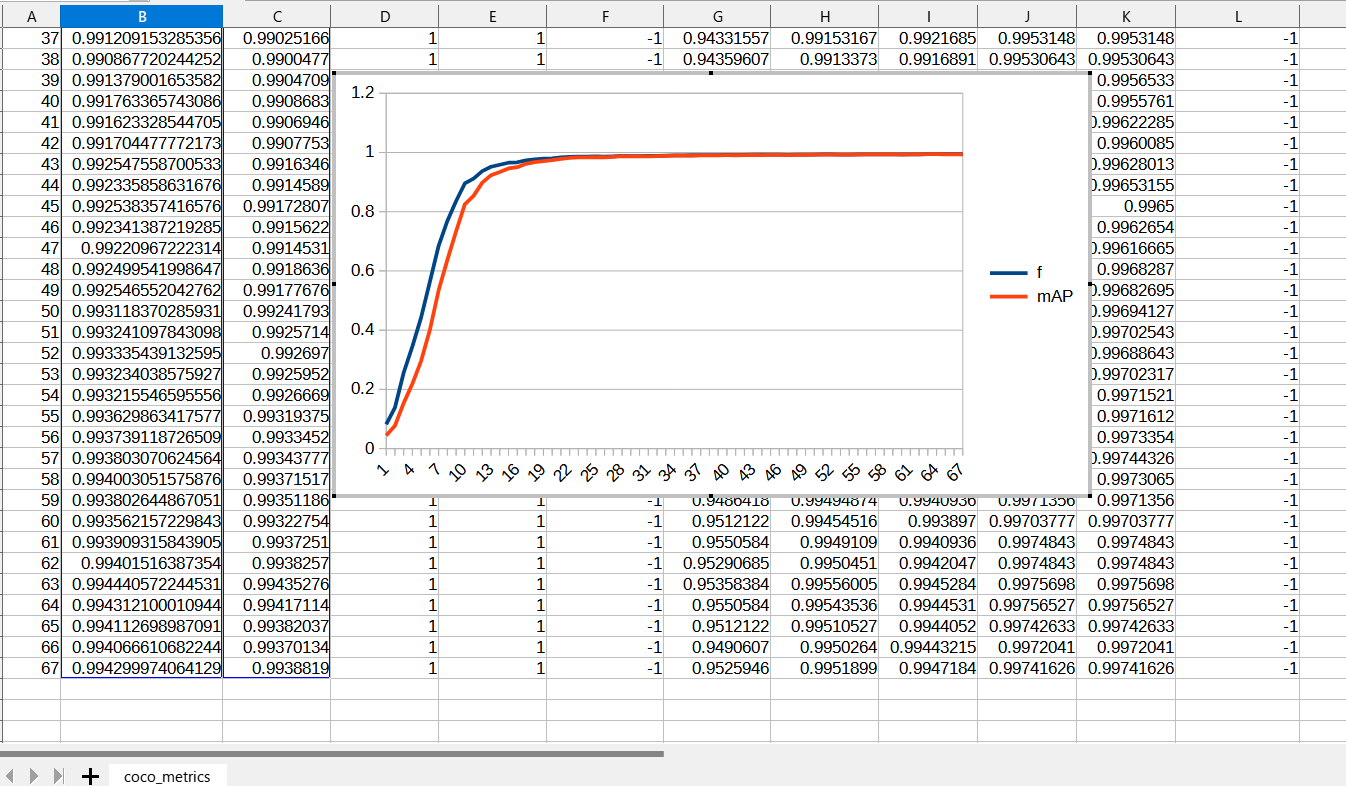 A B C D E F G H I J K L
37 0.991209153285356 0.99025166 1 1 -1 0.94331557 0.99153167 0.9921685 0.9953148 0.9953148 -1
38 0.990867720244252 0.9900477 1 1 -1 0.94359607 0.9913373 0.9916891 0.99530643 0.99530643 -1
39 0.991379001653582 0.9904709 0.9956533 -1
40 0.991763365743086 0.9908683 0.9955761 -1
41 0.991623328544705 0.9906946 0.99622285 -1
42 0.991704477772173 0.9907753 0.9960085 -1
43 0.992547558700533 0.9916346 0.99628013 -1
44 0.992335858631676 0.9914589 0.99653155 -1
45 0.992538357416576 0.99172807 0.9965 -1
46 0.992341387219285 0.9915622 0.9962654 -1
47 0.99220967222314 0.9914531 0.99616665 -1
48 0.992499541998647 0.9918636 0.9968287 -1
49 0.992546552042762 0.99177676 0.99682695 -1
50 0.993118370285931 0.99241793 0.99694127 -1
51 0.993241097843098 0.9925714 0.99702543 -1
52 0.993335439132595 0.992697 0.99688643 -1
53 0.993234038575927 0.9925952 0.99702317 -1
54 0.993215546595556 0.9926669 0.9971521 -1
55 0.993629863417577 0.99319375 0.9971612 -1
56 0.993739118726509 0.9933452 0.9973354 -1
57 0.993803070624564 0.99343777 0.99744326 -1
58 0.994003051575876 0.99371517 0.9973065 -1
59 0.993802644867051 0.99351186 1 1 -1 0.9486418 0.99494874 0.9940936 0.9971356 0.9971356 -1
60 0.993562157229843 0.99322754 1 1 -1 0.9512122 0.99454516 0.993897 0.99703777 0.99703777 -1
61 0.993909315843905 0.9937251 1 1 -1 0.9550584 0.9949109 0.9940936 0.9974843 0.9974843 -1
62 0.99401516387354 0.9938257 1 1 -1 0.95290685 0.9950451 0.9942047 0.9974843 0.9974843 -1
63 0.994440572244531 0.99435276 1 1 -1 0.95358384 0.99556005 0.9945284 0.9975698 0.9975698 -1
64 0.994312100010944 0.99417114 1 1 -1 0.9550584 0.99543536 0.9944531 0.99756527 0.99756527 -1
65 0.994112698987091 0.99382037 1 1 -1 0.9512122 0.99510527 0.9944052 0.99742633 0.99742633 -1
66 0.994066610682244 0.99370134 1 1 -1 0.9490607 0.9950264 0.99443215 0.9972041 0.9972041 -1
67 0.994299974064129 0.9938819 1 1 -1 0.9525946 0.9951899 0.9947184 0.99741626 0.99741626 -1
1.2
1
0.8
0.6
0.4
0.2
0
1 4 7 10 13 16 19 22 25 28 31 34 37 40 43 46 49 52 55 58 61 64 67
f
mAP
coco_metrics